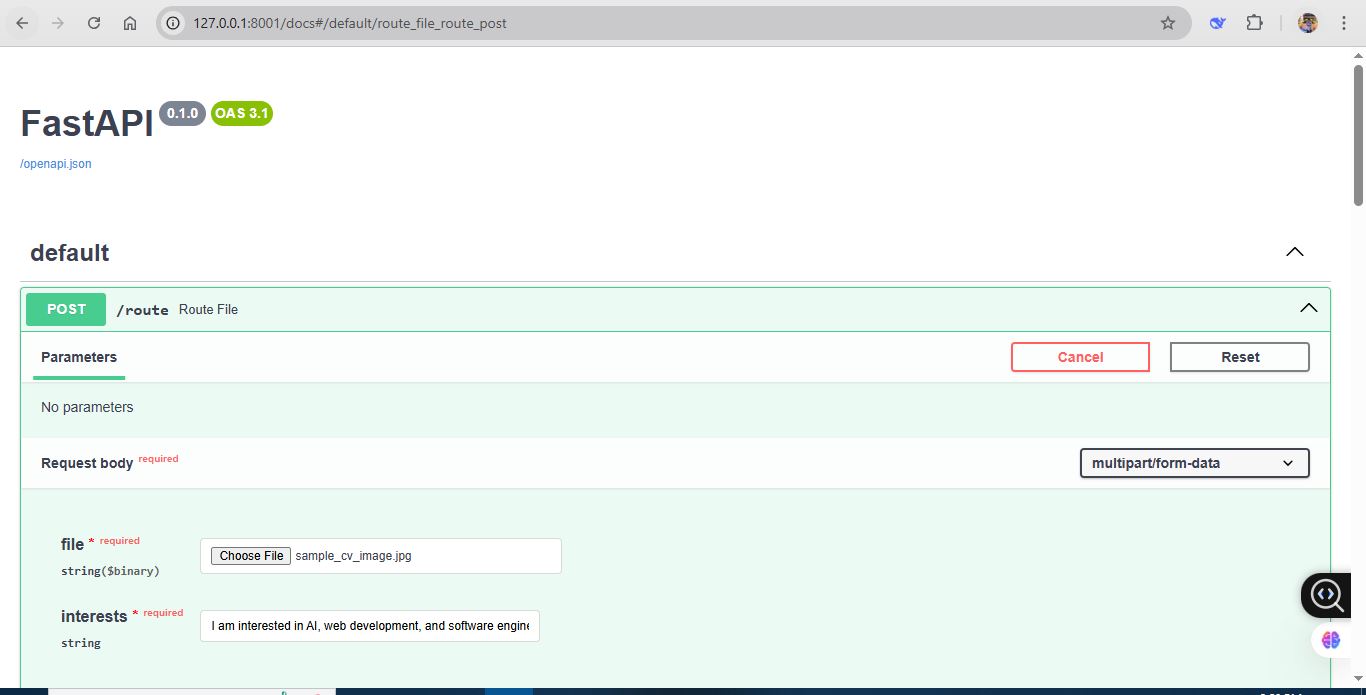 127.0.0.1:8001/docs#/default/route_file_route_post
FastAPI 0.1.0 OAS 3.1
/openapi.json
default
POST /route Route File
Parameters Cancel Reset
No parameters
Request body required multipart/form-data
file * required
Choose File sample_cv_image.jpg
string($binary)
interests * required
I am interested in AI, web development, and software engine
string